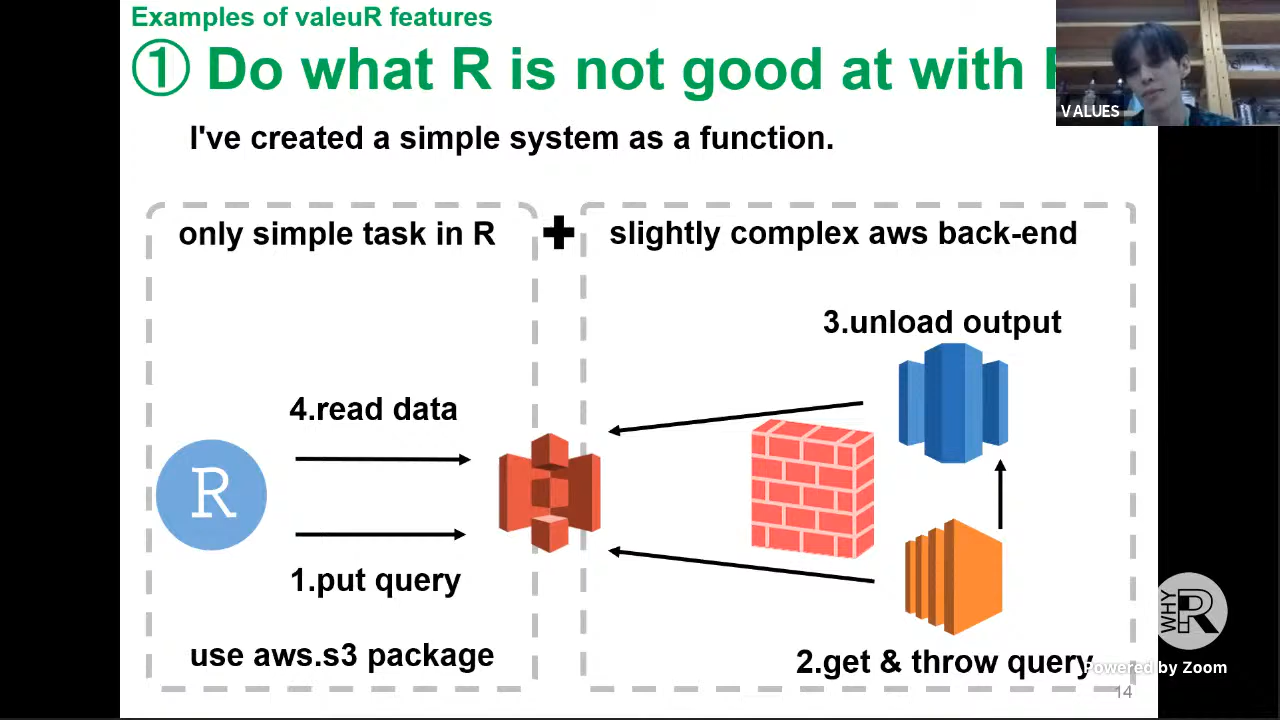 Examples of valeuR features
① Do what R is not good at with
VALUES
I've created a simple system as a function.
only simple task in R
slightly complex aws back-end
3.unload output
4.read data
R
1.put query
use aws.s3 package
2.get & throw query
WHY R
Powered by Zoom
14